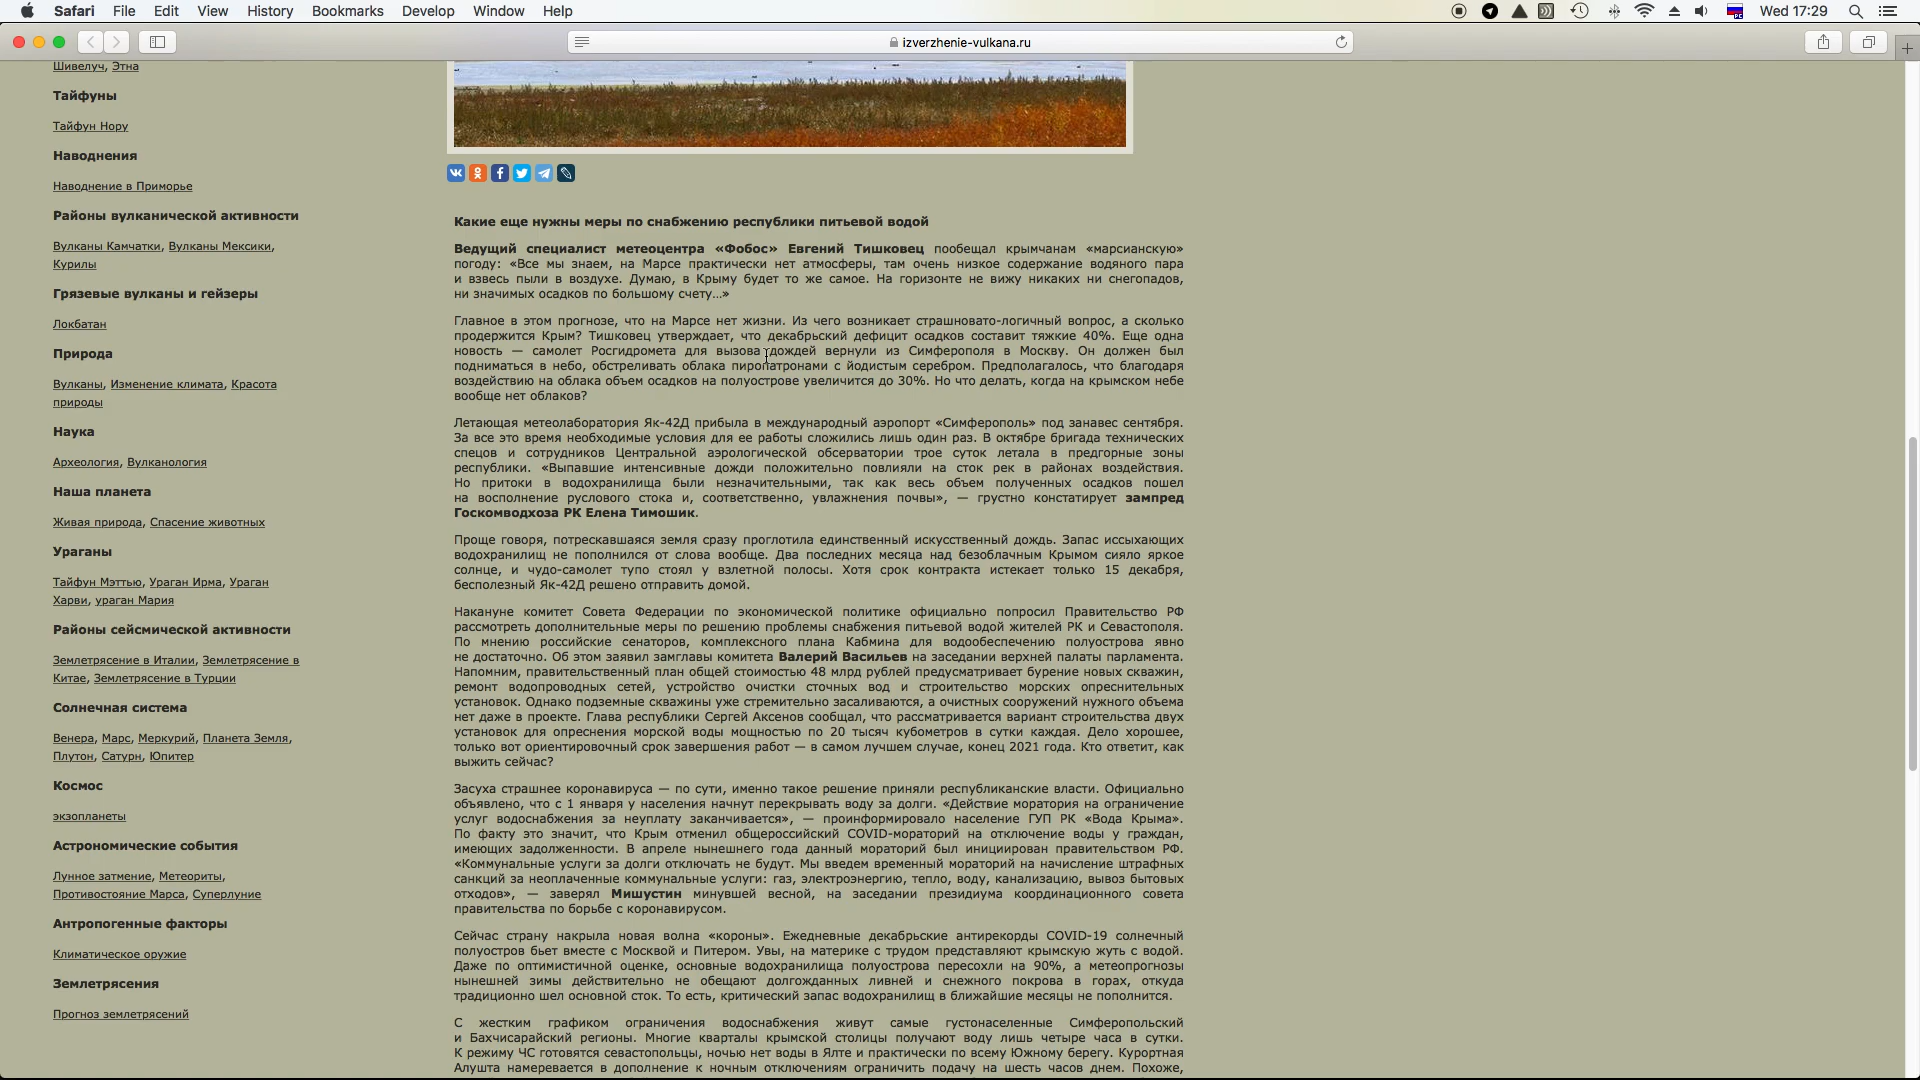 Safari File Edit View History Bookmarks Develop Window Help
Wed 17:29
izverzhenie-vulkana.ru
Шивелуч, Этна
Тайфуны
Тайфун Нору
Наводнения
Наводнение в Приморье
Районы вулканической активности
Вулканы Камчатки, Вулканы Мексики,
Курилы
Грязевые вулканы и гейзеры
Локбатан
Природа
Вулканы, Изменение климата, Красота
природы
Наука
Археология, Вулканология
Наша планета
Живая природа, Спасение животных
Ураганы
Тайфун Мэттью, Ураган Ирма, Ураган
Харви, ураган Мария
Районы сейсмической активности
Землетрясение в Италии, Землетрясение в
Китае, Землетрясение в Турции
Солнечная система
Венера, Марс, Меркурий, Планета Земля,
Плутон, Сатурн, Юпитер
Космос
экзопланеты
Астрономические события
Лунное затмение, Метеориты,
Противостояние Марса, Суперлуние
Антропогенные факторы
Климатическое оружие
Землетрясения
Прогноз землетрясений
Какие еще нужны меры по снабжению республики питьевой водой
Ведущий специалист метеоцентра «Фобос» Евгений Тишковец пообещал крымчанам «марсианскую»
погоду: «Все мы знаем, на Марсе практически нет атмосферы, там очень низкое содержание водяного пара
и взвесь пыли в воздухе. Думаю, в Крыму будет то же самое. На горизонте не вижу никаких ни снегопадов,
ни значимых осадков по большому счету…»
Главное в этом прогнозе, что на Марсе нет жизни. Из чего возникает страшновато-логичный вопрос, а сколько
продержится Крым? Тишковец утверждает, что декабрьский дефицит осадков составит тяжкие 40%. Еще одна
новость — самолет Росгидромета для вызова дождей вернули из Симферополя в Москву. Он должен был
подниматься в небо, обстреливать облака пиропатронами с йодистым серебром. Предполагалось, что благодаря
воздействию на облака объем осадков на полуострове увеличится до 30%. Но что делать, когда на крымском небе
вообще нет облаков?
Летающая метеолаборатория Як-42Д прибыла в международный аэропорт «Симферополь» под занавес сентября.
За все это время необходимые условия для ее работы сложились лишь один раз. В октябре бригада технических
спецов и сотрудников Центральной аэрологической обсерватории трое суток летала в предгорные зоны
республики. «Выпавшие интенсивные дожди положительно повлияли на сток рек в районах воздействия.
Но притоки в водохранилища были незначительными, так как весь объем полученных осадков пошел
на восполнение руслового стока и, соответственно, увлажнения почвы», — грустно констатирует зампред
Госкомводхоза РК Елена Тимошик.
Проще говоря, потрескавшаяся земля сразу проглотила единственный искусственный дождь. Запас иссыхающих
водохранилищ не пополнился от слова вообще. Два последних месяца над безоблачным Крымом сияло яркое
солнце, и чудо-самолет тупо стоял у взлетной полосы. Хотя срок контракта истекает только 15 декабря,
бесполезный Як-42Д решено отправить домой.
Накануне комитет Совета Федерации по экономической политике официально попросил Правительство РФ
рассмотреть дополнительные меры по решению проблемы снабжения питьевой водой жителей РК и Севастополя.
По мнению российские сенаторов, комплексного плана Кабмина для водообеспечению полуострова явно
не достаточно. Об этом заявил замглавы комитета Валерий Васильев на заседании верхней палаты парламента.
Напомним, правительственный план общей стоимостью 48 млрд рублей предусматривает бурение новых скважин,
ремонт водопроводных сетей, устройство очистки сточных вод и строительство морских опреснительных
установок. Однако подземные скважины уже стремительно засаливаются, а очистных сооружений нужного объема
нет даже в проекте. Глава республики Сергей Аксенов сообщал, что рассматривается вариант строительства двух
установок для опреснения морской воды мощностью по 20 тысяч кубометров в сутки каждая. Дело хорошее,
только вот ориентировочный срок завершения работ — в самом лучшем случае, конец 2021 года. Кто ответит, как
выжить сейчас?
Засуха страшнее коронавируса — по сути, именно такое решение приняли республиканские власти. Официально
объявлено, что с 1 января у населения начнут перекрывать воду за долги. «Действие моратория на ограничение
услуг водоснабжения за неуплату заканчивается», — проинформировало население ГУП РК «Вода Крыма».
По факту это значит, что Крым отменил общероссийский COVID-мораторий на отключение воды у граждан,
имеющих задолженности. В апреле нынешнего года данный мораторий был инициирован правительством РФ.
«Коммунальные услуги за долги отключать не будут. Мы введем временный мораторий на начисление штрафных
санкций за неоплаченные коммунальные услуги: газ, электроэнергию, тепло, воду, канализацию, вывоз бытовых
отходов», — заверял Мишустин минувшей весной, на заседании президиума координационного совета
правительства по борьбе с коронавирусом.
Сейчас страну накрыла новая волна «короны». Ежедневные декабрьские антирекорды COVID-19 солнечный
полуостров бьет вместе с Москвой и Питером. Увы, на материке с трудом представляют крымскую жуть с водой.
Даже по оптимистичной оценке, основные водохранилища полуострова пересохли на 90%, а метеопрогнозы
нынешней зимы действительно не обещают долгожданных ливней и снежного покрова в горах, откуда
традиционно шел основной сток. То есть, критический запас водохранилищ в ближайшие месяцы не пополнится.
С жестким графиком ограничения водоснабжения живут самые густонаселенные Симферопольский
и Бахчисарайский регионы. Многие кварталы крымской столицы получают воду лишь четыре часа в сутки.
К режиму ЧС готовятся севастопольцы, ночью нет воды в Ялте и практически по всему Южному берегу. Курортная
Алушта намеревается в дополнение к ночным отключениям ограничить подачу на шесть часов днем. Похоже,